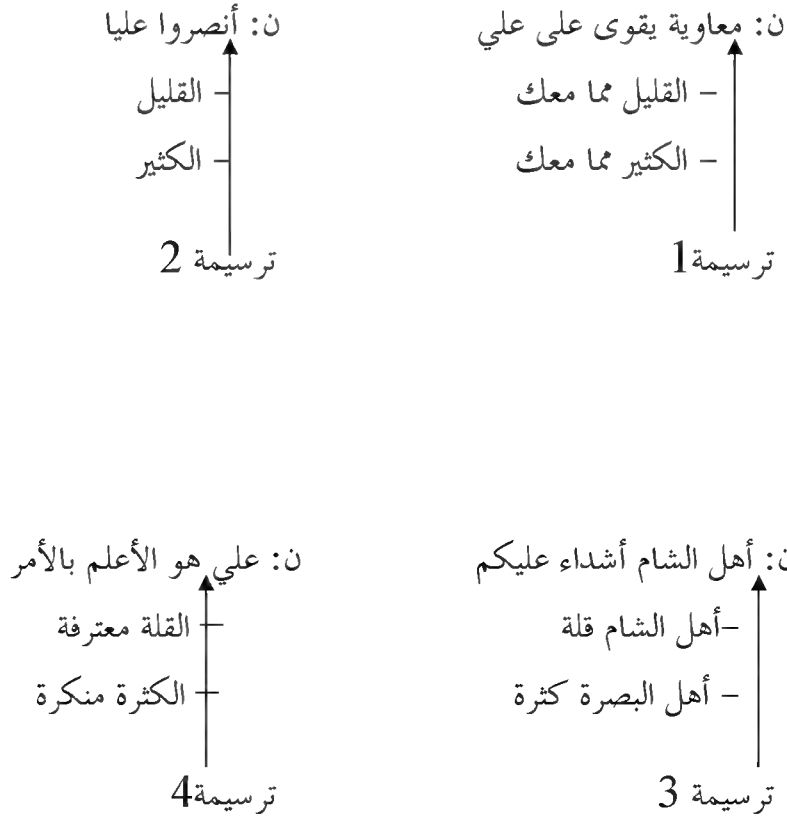 ن: معاوية يقوى على علي
– القليل مما معك
– الكثير مما معك
ترسيمة1
ن: أنصروا عليا
– القليل
– الكثير
ترسيمة 2
ن: أهل الشام أشداء عليكم
–أهل الشام قلة
– أهل البصرة كثرة
ترسيمة 3
ن: علي هو الأعلم بالأمر
– القلة معترفة
– الكثرة منكرة
ترسيمة4